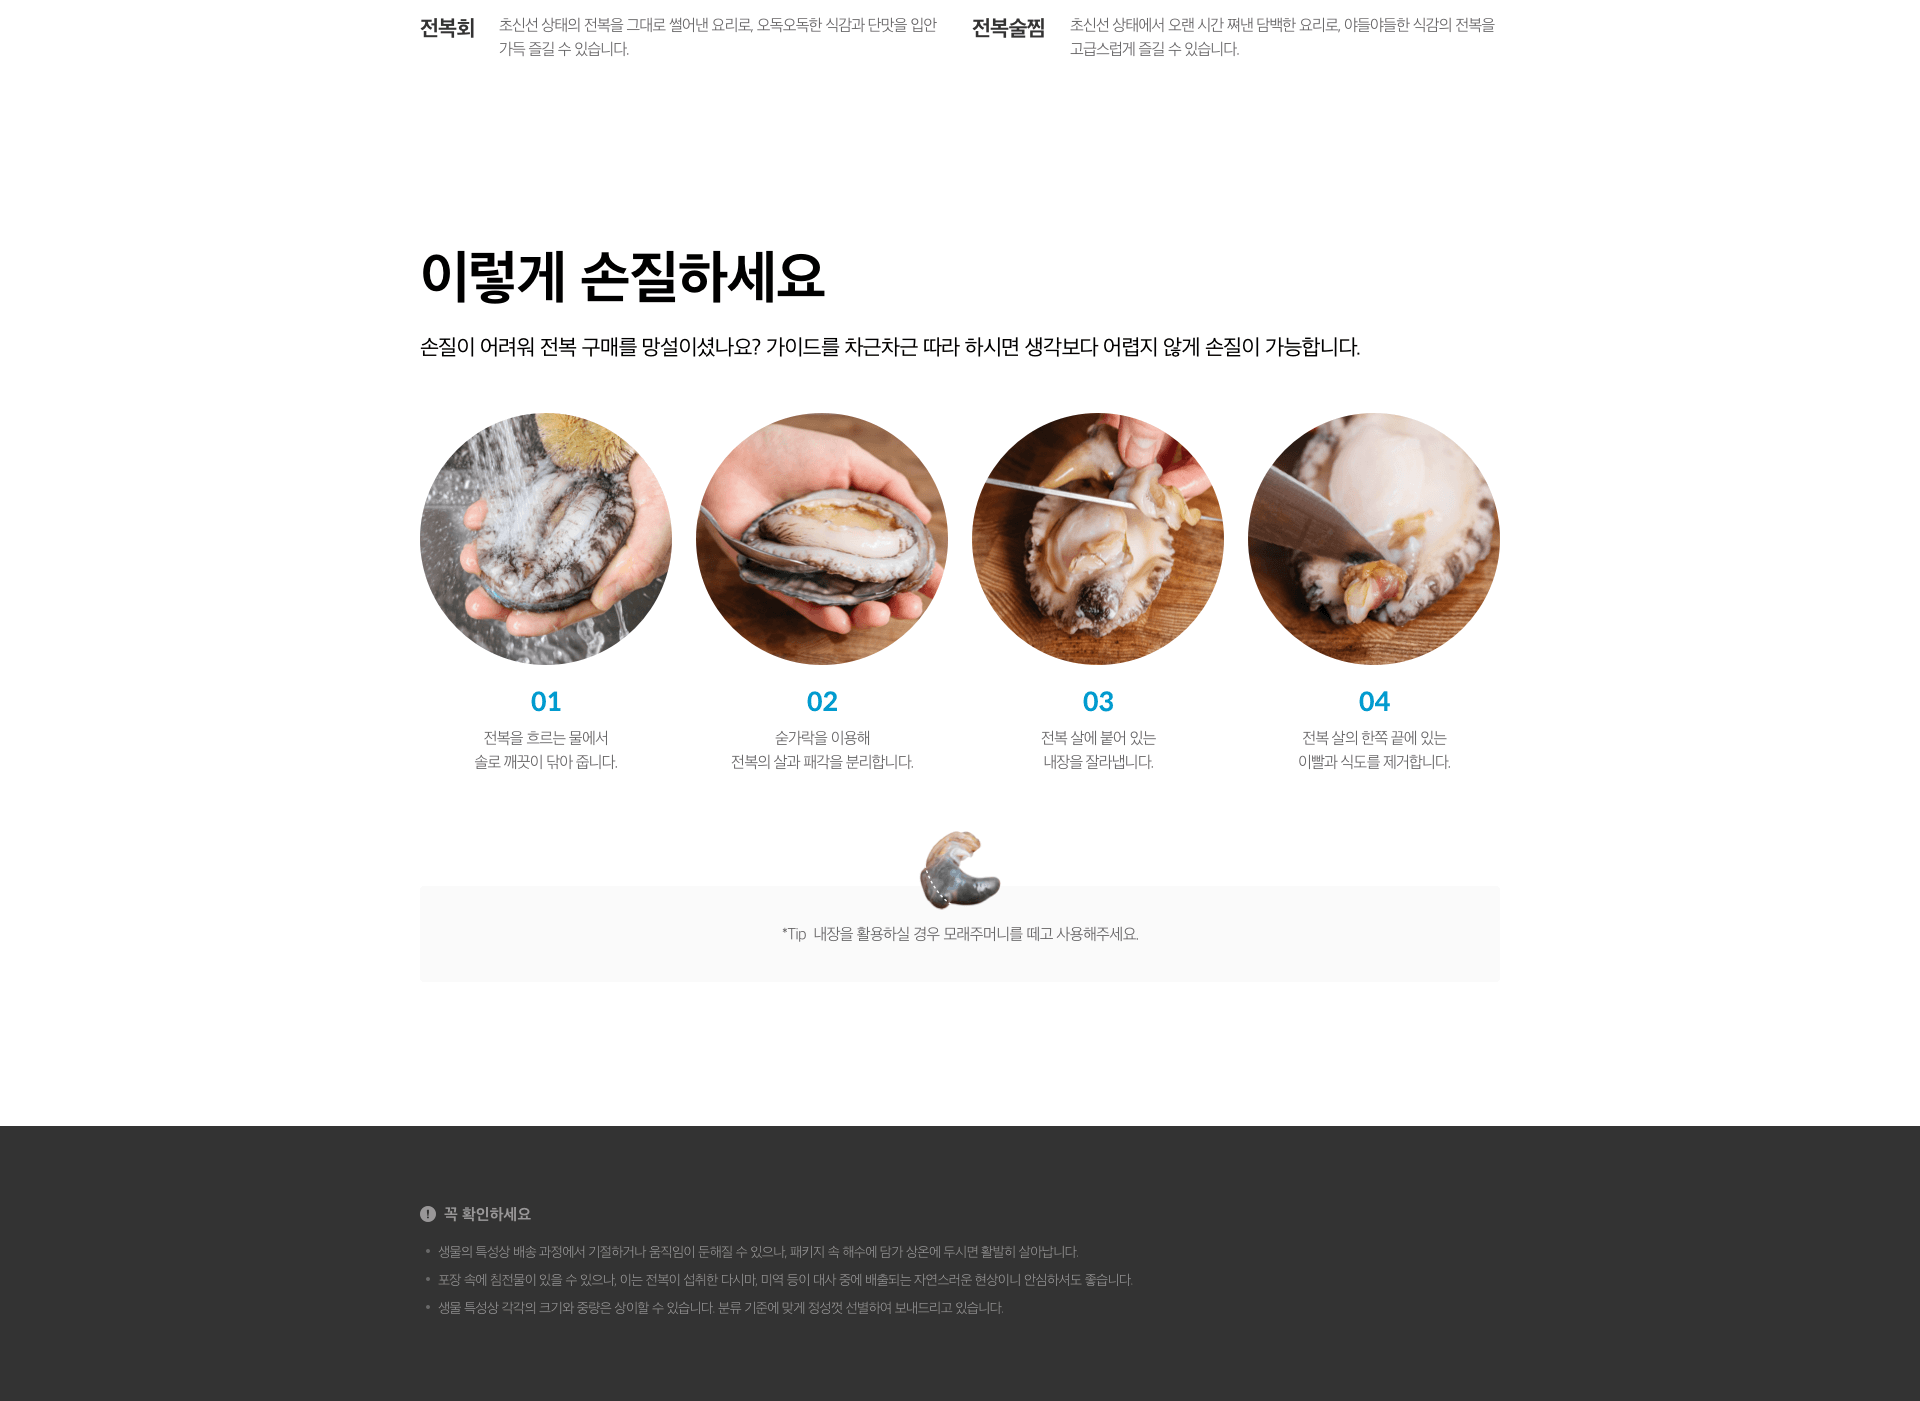 전복회
초신선 상태의 전복을 그대로 썰어낸 요리로, 오독오독한 식감과 단맛을 입안
가득 즐길 수 있습니다.
전복술찜
초신선 상태에서 오랜 시간 쪄낸 담백한 요리로, 야들야들한 식감의 전복을
고급스럽게 즐길 수 있습니다.
이렇게 손질하세요
손질이 어려워 전복 구매를 망설이셨나요? 가이드를 차근차근 따라 하시면 생각보다 어렵지 않게 손질이 가능합니다.
01
전복을 흐르는 물에서
솔로 깨끗이 닦아 줍니다.
02
숟가락을 이용해
전복의 살과 패각을 분리합니다.
03
전복 살에 붙어 있는
내장을 잘라냅니다.
04
전복 살의 한쪽 끝에 있는
이빨과 식도를 제거합니다.
*Tip 내장을 활용하실 경우 모래주머니를 떼고 사용해주세요.
꼭 확인하세요
생물의 특성상 배송 과정에서 기절하거나 움직임이 둔해질 수 있으나, 패키지 속 해수에 담가 상온에 두시면 활발히 살아납니다.
포장 속에 침전물이 있을 수 있으나, 이는 전복이 섭취한 다시마, 미역 등이 대사 중에 배출되는 자연스러운 현상이니 안심하셔도 좋습니다.
생물 특성상 각각의 크기와 중량은 상이할 수 있습니다. 분류 기준에 맞게 정성껏 선별하여 보내드리고 있습니다.